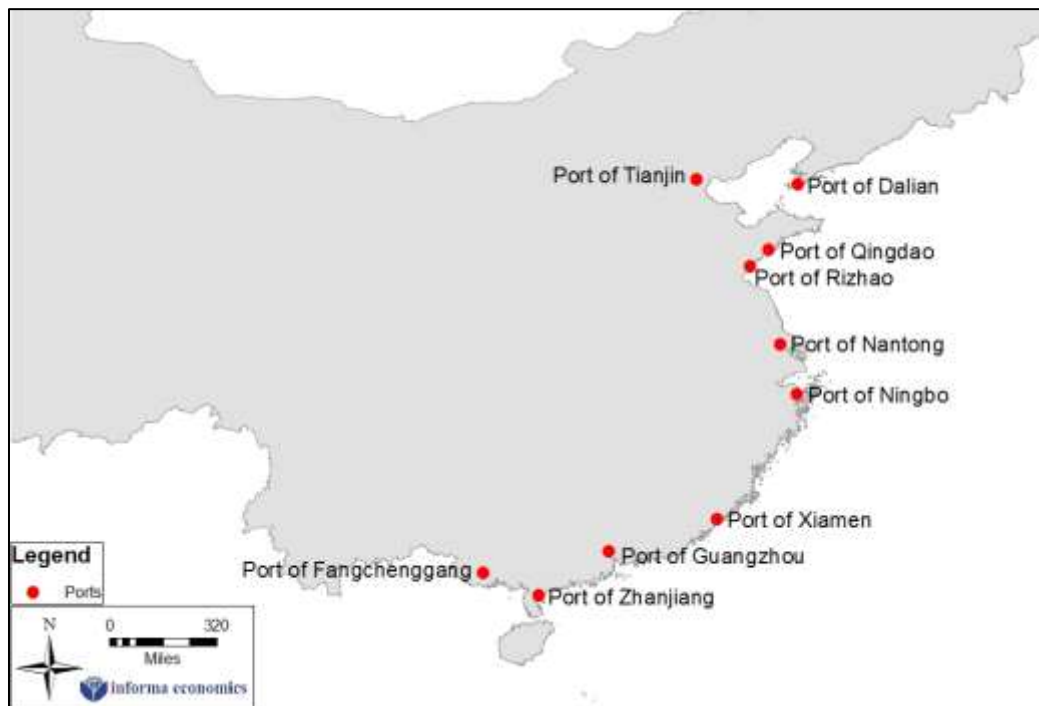 Port of Tianjin
Port of Dalian
Port of Qingdao
Port of Rizhao
Port of Nantong
Port of Ningbo
Port of Xiamen
Port of Guangzhou
Port of Fangchenggang
Port of Zhanjiang
Legend
Ports
N
0 320
Miles
informa economics